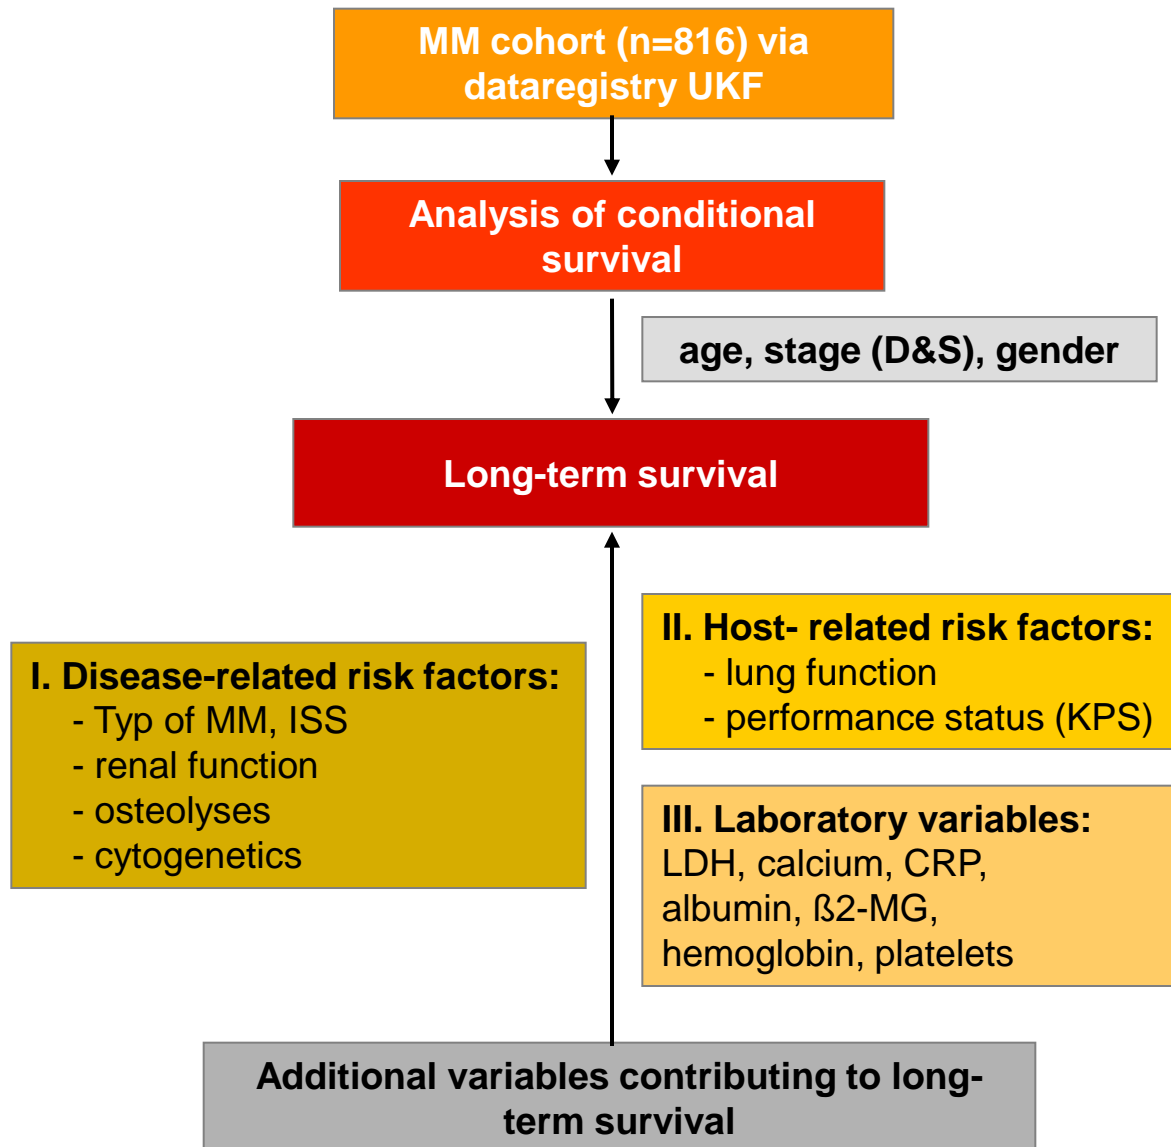 MM cohort (n=816) via
dataregistry UKF
Analysis of conditional
survival
age, stage (D&S), gender
Long-term survival
I. Disease-related risk factors:
- Typ of MM, ISS
- renal function
- osteolyses
- cytogenetics
II. Host- related risk factors:
- lung function
- performance status (KPS)
III. Laboratory variables:
LDH, calcium, CRP,
albumin, ß2-MG,
hemoglobin, platelets
Additional variables contributing to long-
term survival